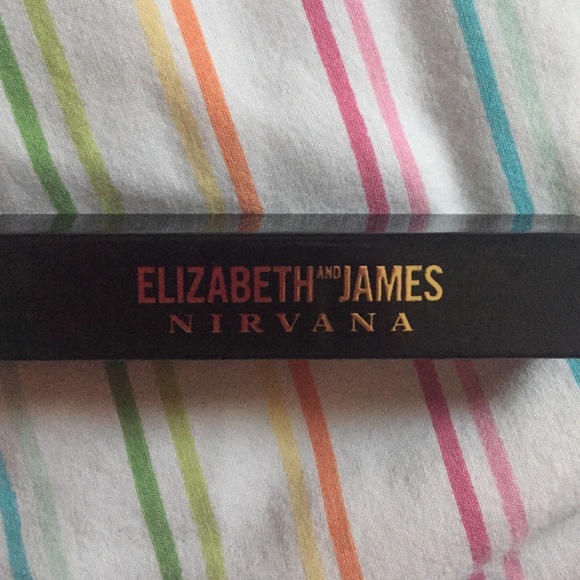 ELIZABETH AND JAMES
NIRVANA